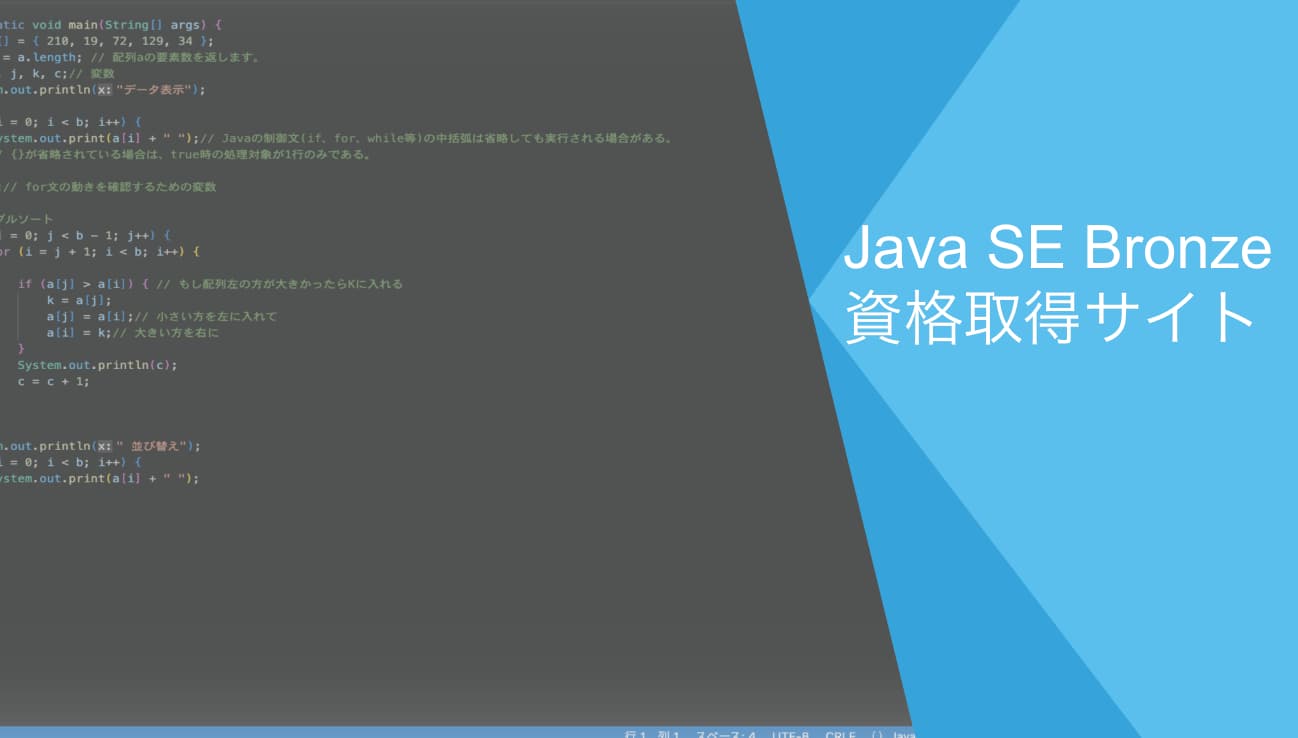 atic void main(String[] args) {
[] = { 210, 19, 72, 129, 34 };
= a.length; // 配列aの要素数を返します。
, j, k, c;// 変数
m.out.println(x: "データ表示");
i = 0; i < b; i++) {
ystem.out.print(a[i] + " ");// Javaの制御文(if、for、while等)の中括弧は省略しても実行される場合がある。
/ {}が省略されている場合は、true時の処理対象が1行のみである。
;// for文の動きを確認するための変数
ブルソート
j = 0; j < b - 1; j++) {
or (i = j + 1; i < b; i++) {
if (a[j] > a[i]) { // もし配列左の方が大きかったらKに入れる
k = a[j];
a[j] = a[i];// 小さい方を左に入れて
a[i] = k;// 大きい方を右に
}
System.out.println(c);
c = c + 1;
m.out.println(x: " 並び替え");
i = 0; i < b; i++) {
ystem.out.print(a[i] + " ");
Java SE Bronze
資格取得サイト
行 1、列 1 スペース: 4 UTF-8 CRLF {} Java